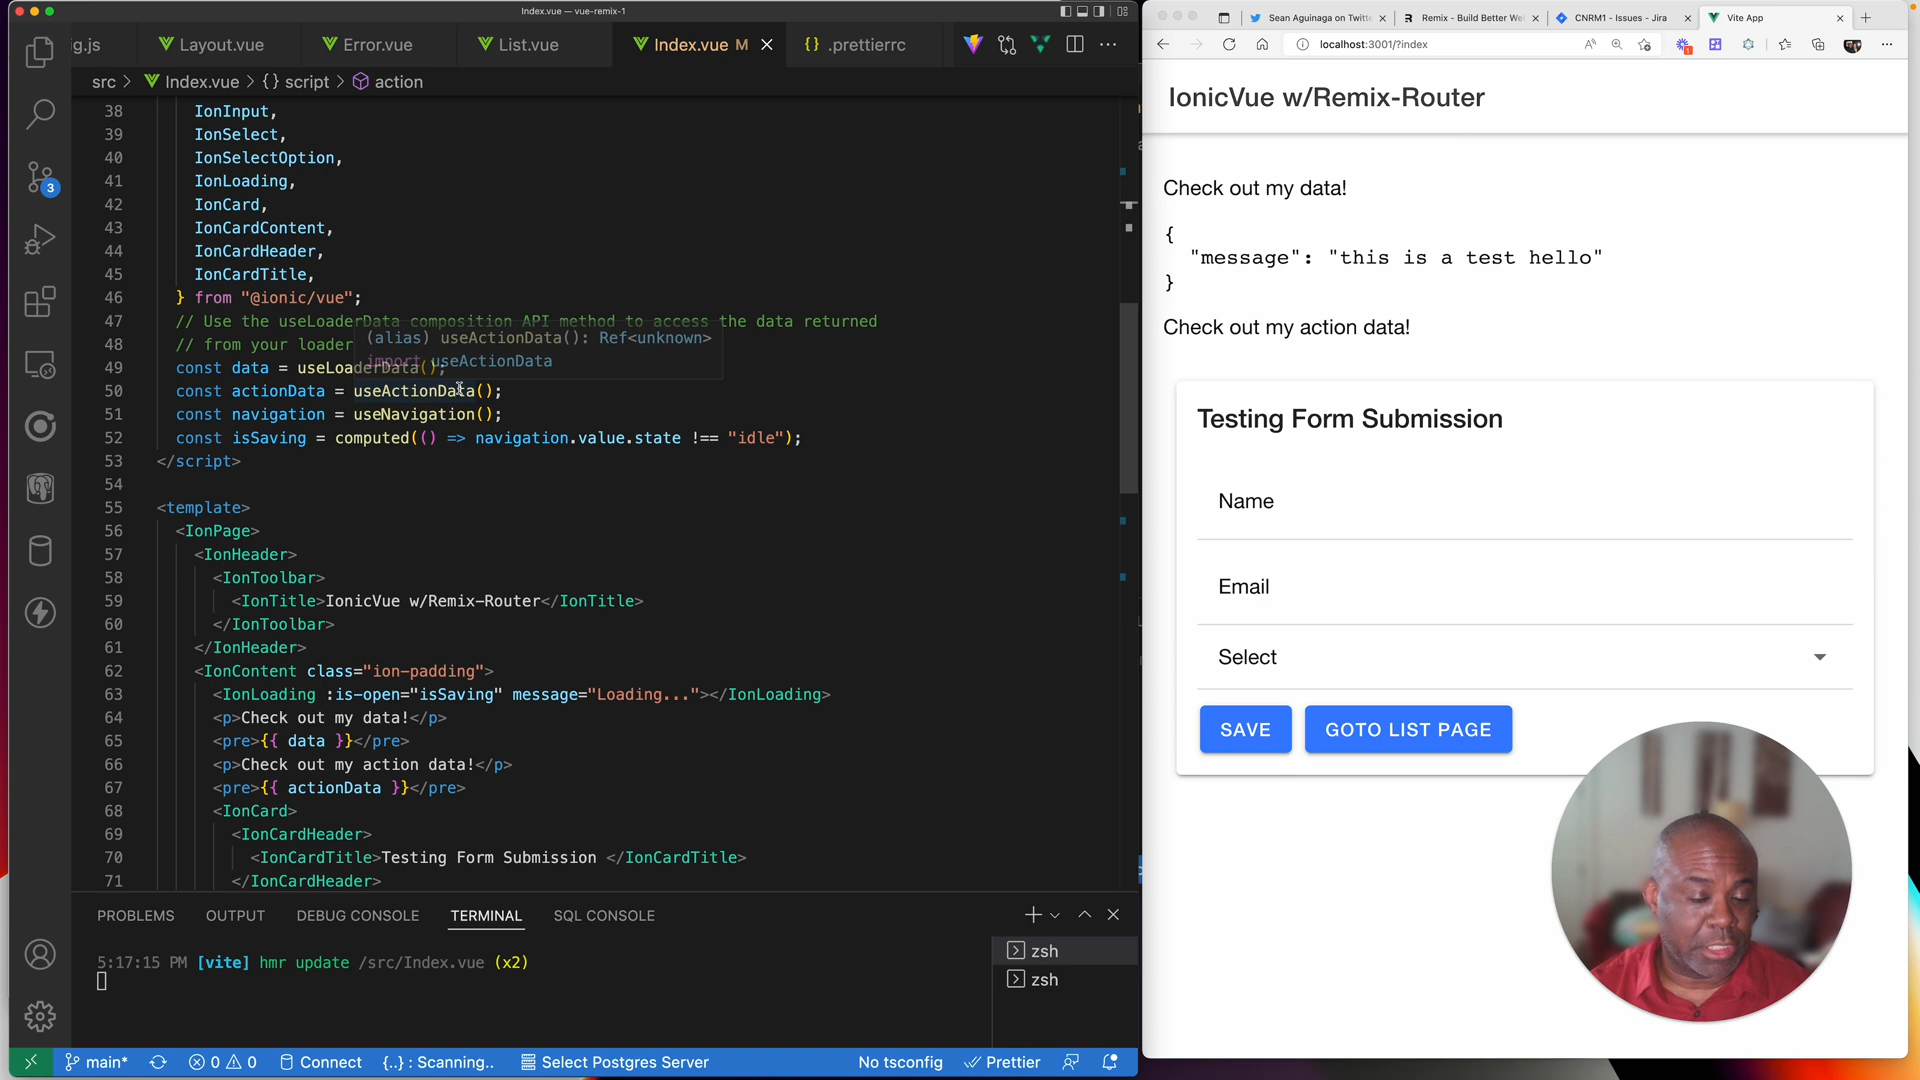 Index.vue — vue-remix-1
ig.js
Layout.vue
Error.vue
List.vue
Index.vue M
{} .prettierrc
src > Index.vue > {} script > action
38 IonInput,
39 IonSelect,
40 IonSelectOption,
41 IonLoading,
42 IonCard,
43 IonCardContent,
44 IonCardHeader,
45 IonCardTitle,
46 } from "@ionic/vue";
47 // Use the useLoaderData composition API method to access the data returned
48 // from your loader
(alias) useActionData(): Ref<unknown>
import useActionData
49 const data = useLoaderData();
50 const actionData = useActionData();
51 const navigation = useNavigation();
52 const isSaving = computed(() => navigation.value.state !== "idle");
53 </script>
54
55 <template>
56 <IonPage>
57 <IonHeader>
58 <IonToolbar>
59 <IonTitle>IonicVue w/Remix-Router</IonTitle>
60 </IonToolbar>
61 </IonHeader>
62 <IonContent class="ion-padding">
63 <IonLoading :is-open="isSaving" message="Loading..."></IonLoading>
64 <p>Check out my data!</p>
65 <pre>{{ data }}</pre>
66 <p>Check out my action data!</p>
67 <pre>{{ actionData }}</pre>
68 <IonCard>
69 <IonCardHeader>
70 <IonCardTitle>Testing Form Submission </IonCardTitle>
71 </IonCardHeader>
3
PROBLEMS
OUTPUT
DEBUG CONSOLE
TERMINAL
SQL CONSOLE
5:17:15 PM [vite] hmr update /src/Index.vue (x2)
zsh
zsh
main*
0
0
Connect
{..} : Scanning..
Select Postgres Server
No tsconfig
Prettier
Sean Aguinaga on Twitt
Remix - Build Better We
CNRM1 - Issues - Jira
Vite App
localhost:3001/?index
IonicVue w/Remix-Router
Check out my data!
{
"message": "this is a test hello"
}
Check out my action data!
Testing Form Submission
Name
Email
Select
SAVE
GOTO LIST PAGE